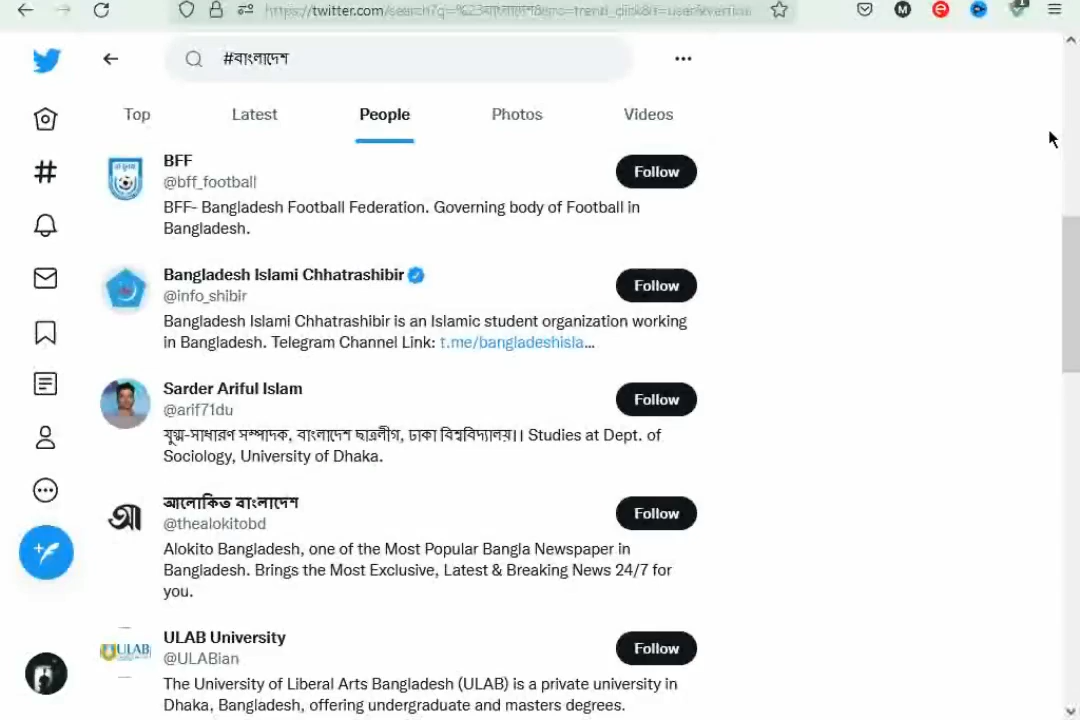 #বাংলাদেশ
Top Latest People Photos Videos
BFF
@bff_football
Follow
BFF- Bangladesh Football Federation. Governing body of Football in
Bangladesh.
Bangladesh Islami Chhatrashibir
@info_shibir
Follow
Bangladesh Islami Chhatrashibir is an Islamic student organization working
in Bangladesh. Telegram Channel Link: t.me/bangladeshisla...
Sarder Ariful Islam
@arif71du
Follow
যুগ্ম-সাধারণ সম্পাদক, বাংলাদেশ ছাত্রলীগ, ঢাকা বিশ্ববিদ্যালয়।। Studies at Dept. of
Sociology, University of Dhaka.
আলোকিত বাংলাদেশ
@thealokitobd
Follow
আ
Alokito Bangladesh, one of the Most Popular Bangla Newspaper in
Bangladesh. Brings the Most Exclusive, Latest & Breaking News 24/7 for
you.
ULAB University
@ULABian
Follow
ULAB
The University of Liberal Arts Bangladesh (ULAB) is a private university in
Dhaka, Bangladesh, offering undergraduate and masters degrees.